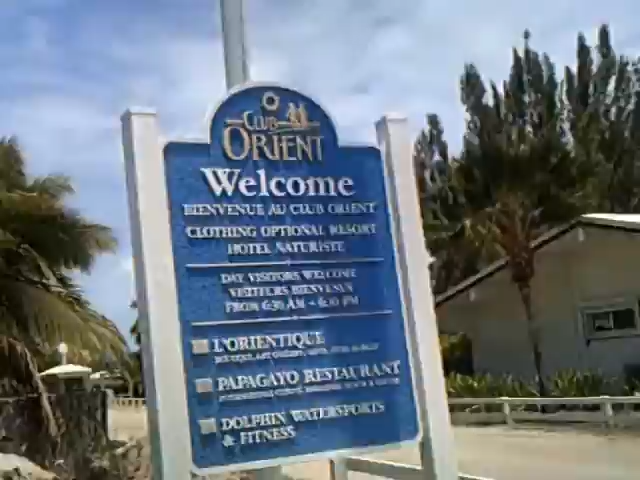 CLUB
ORIENT
Welcome
BIENVENUE AU CLUB ORIENT
CLOTHING OPTIONAL RESORT
HOTEL NATURISTE
DAY VISITORS WELCOME
VISITEURS BIENVENUS
FROM 6:30 AM - 6:30 PM
L'ORIENTIQUE
PAPAGAYO RESTAURANT
DOLPHIN WATERSPORTS
& FITNESS